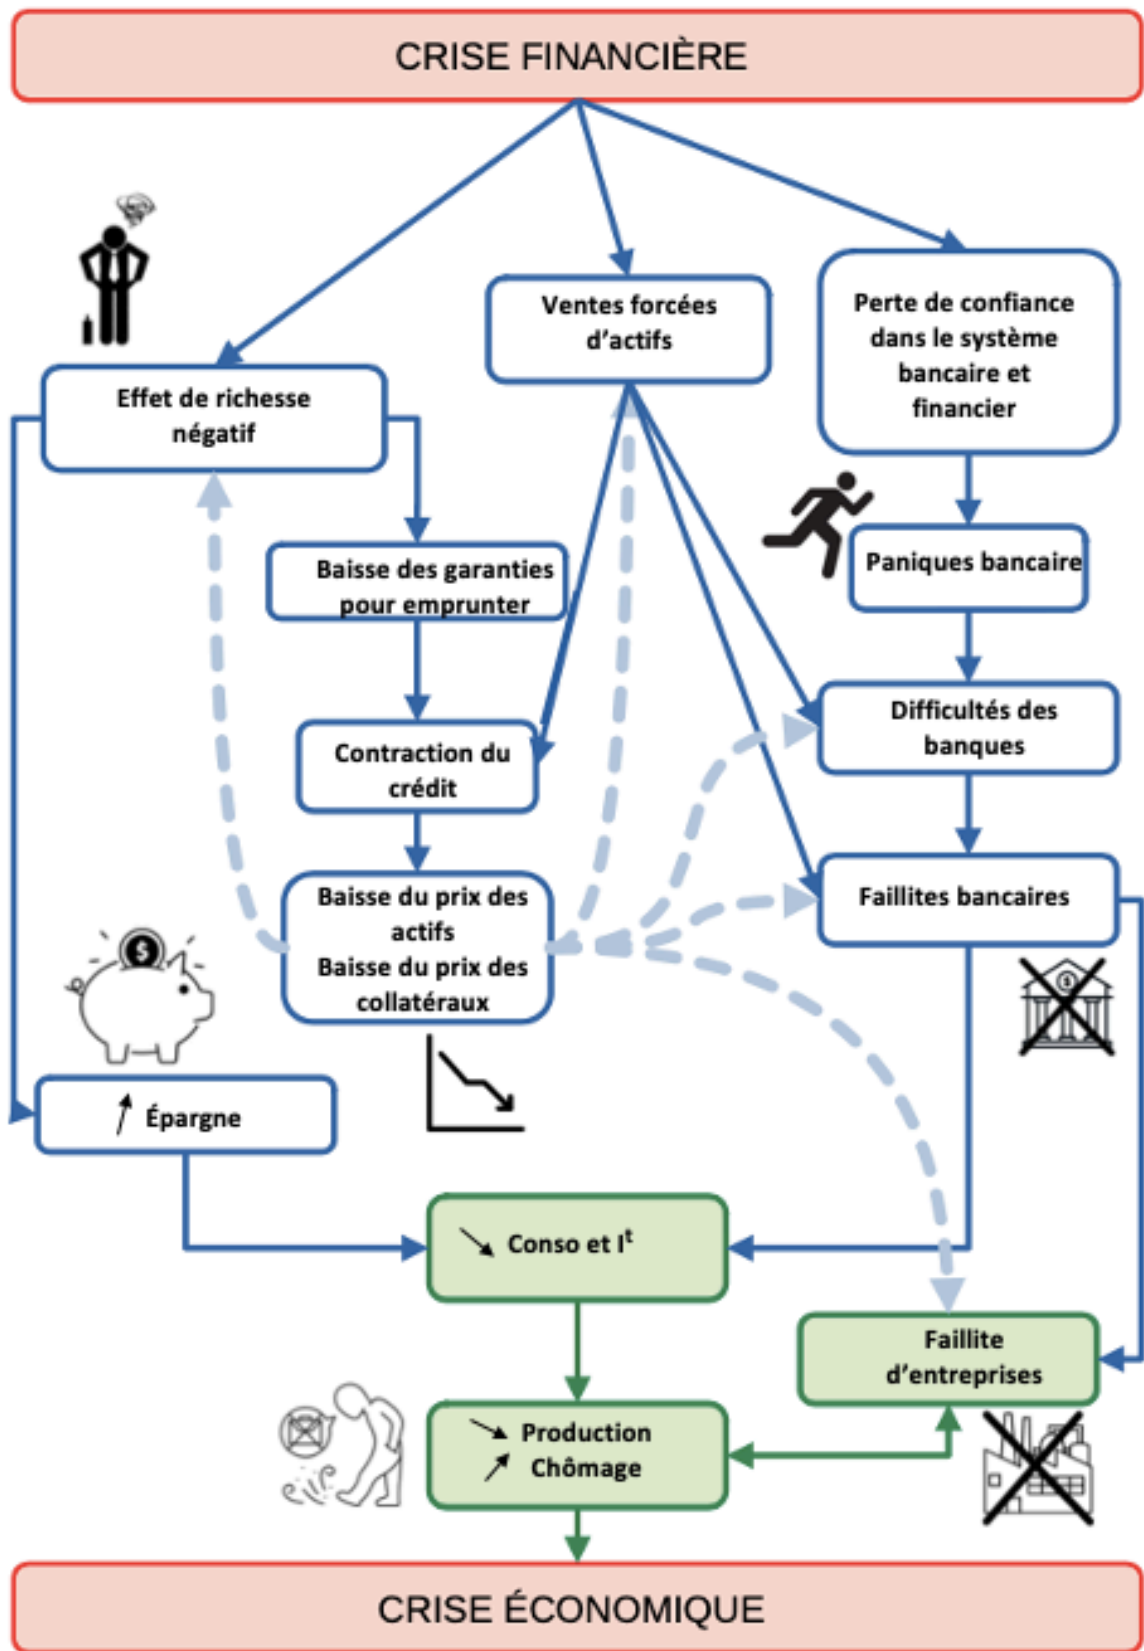 CRISE FINANCIÈRE
Ventes forcées
d'actifs
Perte de confiance
dans le système
bancaire et
financier
Effet de richesse
négatif
Paniques bancaire
Baisse des garanties
pour emprunter
Difficultés des
banques
Contraction du
crédit
Faillites bancaires
Baisse du prix des
actifs
Baisse du prix des
collatéraux
$
$
↗ Épargne
↘ Conso et Iᵗ
Faillite
d'entreprises
↘ Production
↗ Chômage
CRISE ÉCONOMIQUE